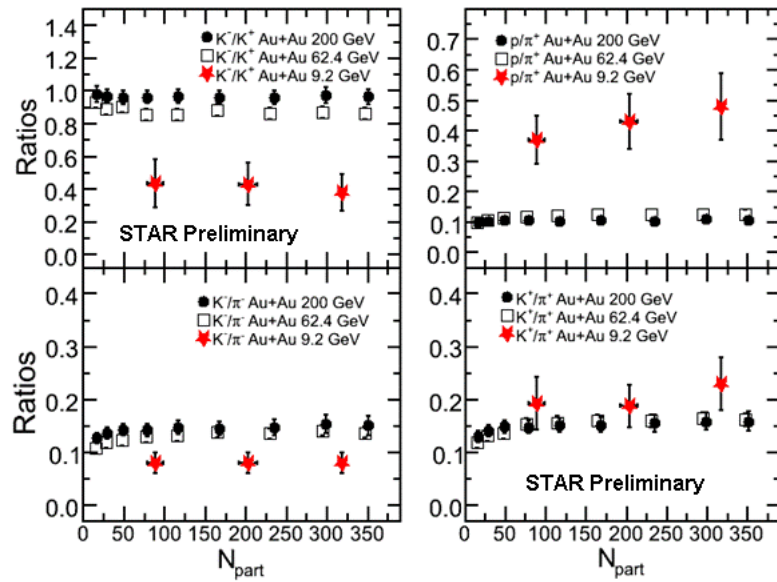 K⁻/K⁺ Au+Au 200 GeV
K⁻/K⁺ Au+Au 62.4 GeV
K⁻/K⁺ Au+Au 9.2 GeV
1.4
1.2
1.0
0.8
0.6
0.4
0.2
0.0
Ratios
STAR Preliminary
p/π⁺ Au+Au 200 GeV
p/π⁺ Au+Au 62.4 GeV
p/π⁺ Au+Au 9.2 GeV
0.7
0.6
0.5
0.4
0.3
0.2
0.1
0.0
K⁻/π⁻ Au+Au 200 GeV
K⁻/π⁻ Au+Au 62.4 GeV
K⁻/π⁻ Au+Au 9.2 GeV
0.4
0.3
0.2
0.1
0.0
Ratios
0 50 100 150 200 250 300 350
N_part
K⁺/π⁺ Au+Au 200 GeV
K⁺/π⁺ Au+Au 62.4 GeV
K⁺/π⁺ Au+Au 9.2 GeV
0.4
0.3
0.2
0.1
0.0
STAR Preliminary
0 50 100 150 200 250 300 350
N_part